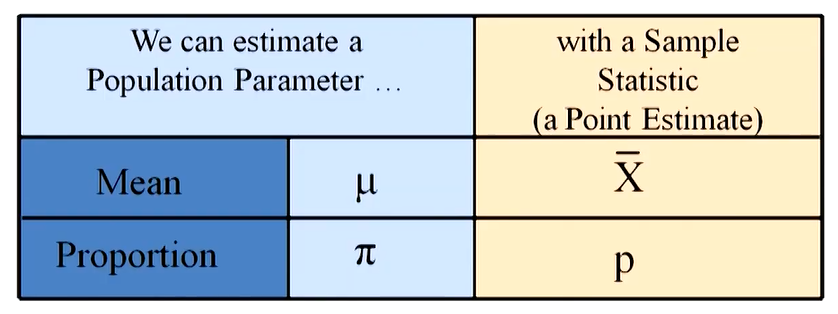 We can estimate a
Population Parameter …
with a Sample
Statistic
(a Point Estimate)
Mean
μ
X̄
Proportion
π
p